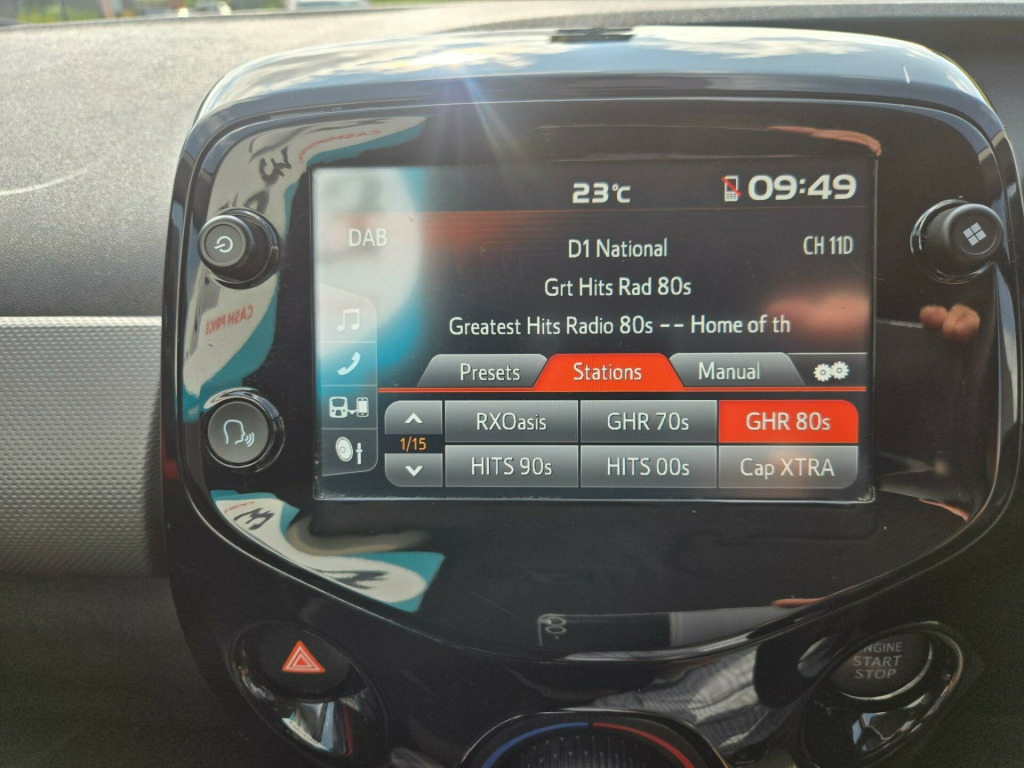 23°C
09:49
DAB
D1 National
CH 11D
Grt Hits Rad 80s
Greatest Hits Radio 80s -- Home of th
Presets
Stations
Manual
RXOasis
GHR 70s
GHR 80s
1/15
HITS 90s
HITS 00s
Cap XTRA
CASH PRICE
ENGINE
START
STOP